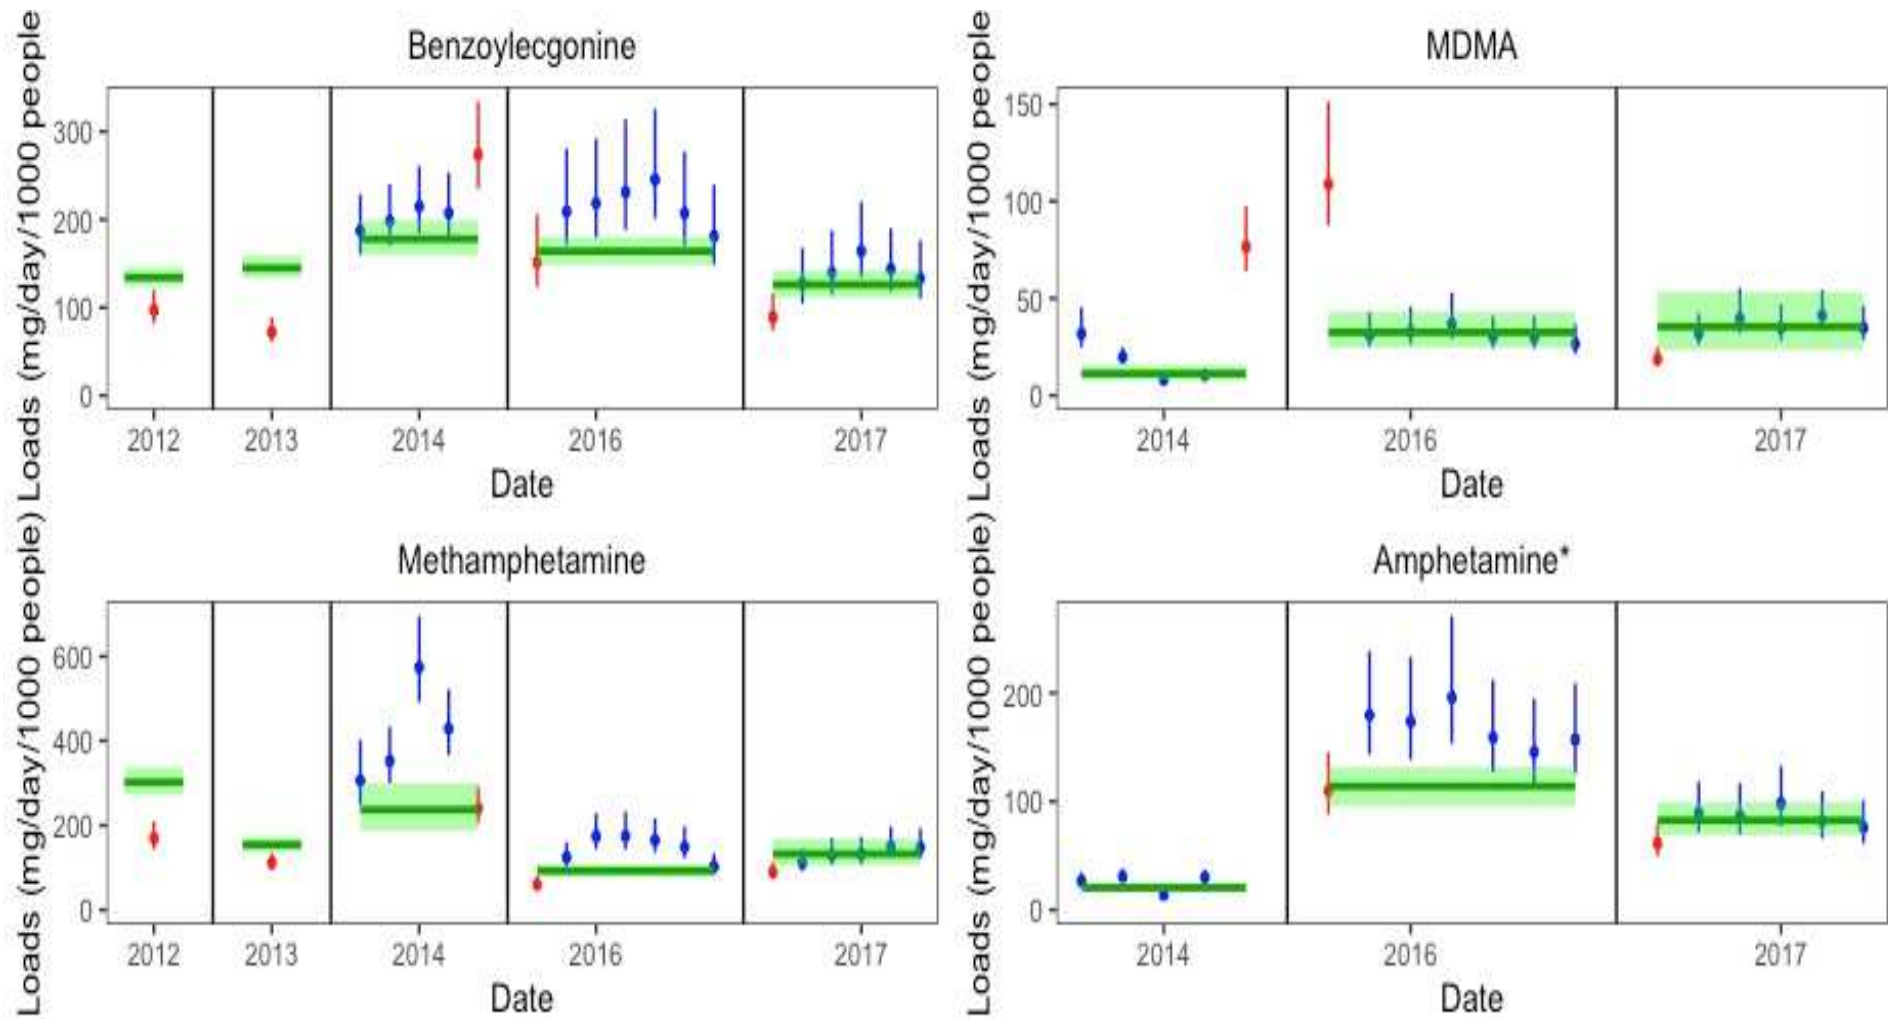 Benzoylecgonine
Loads (mg/day/1000 people
300
200
100
0
2012 2013 2014 2016 2017
Date
MDMA
Loads (mg/day/1000 people
150
100
50
0
2014 2016 2017
Date
Methamphetamine
Loads (mg/day/1000 people)
600
400
200
0
2012 2013 2014 2016 2017
Date
Amphetamine*
Loads (mg/day/1000 people)
200
100
0
2014 2016 2017
Date